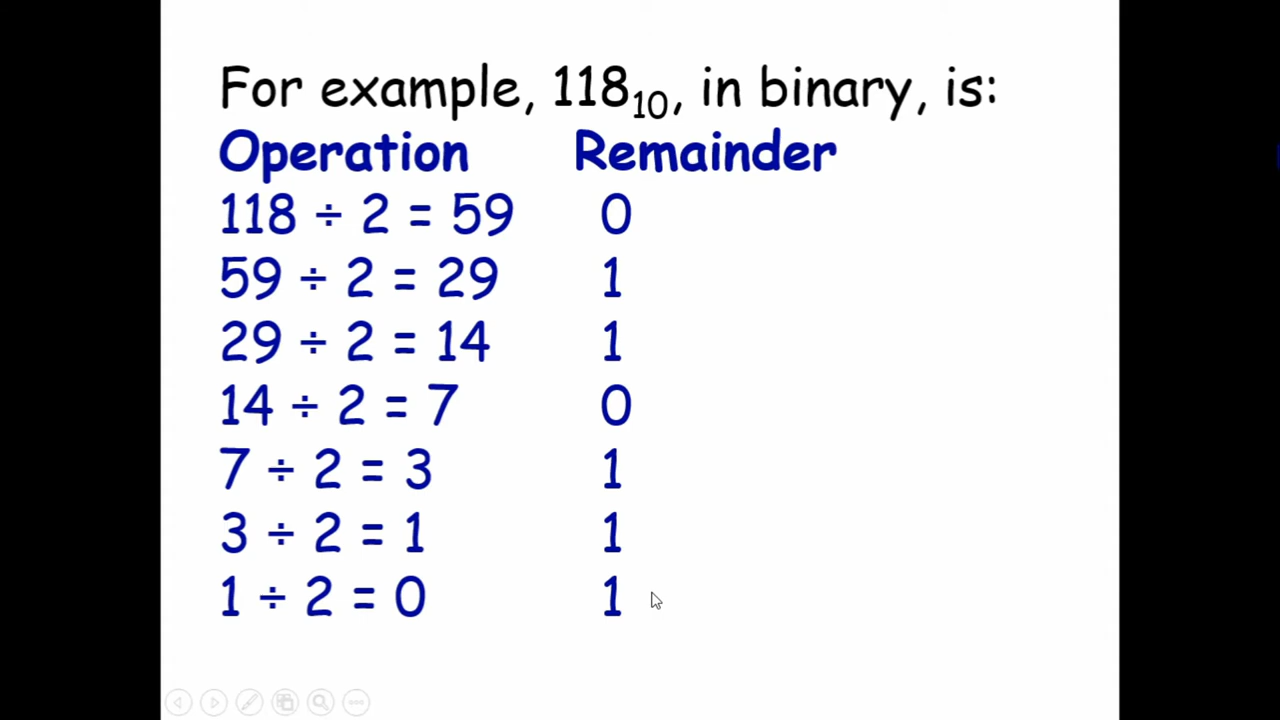 For example, 118₁₀, in binary, is:
Operation Remainder
118 ÷ 2 = 59 0
59 ÷ 2 = 29 1
29 ÷ 2 = 14 1
14 ÷ 2 = 7 0
7 ÷ 2 = 3 1
3 ÷ 2 = 1 1
1 ÷ 2 = 0 1